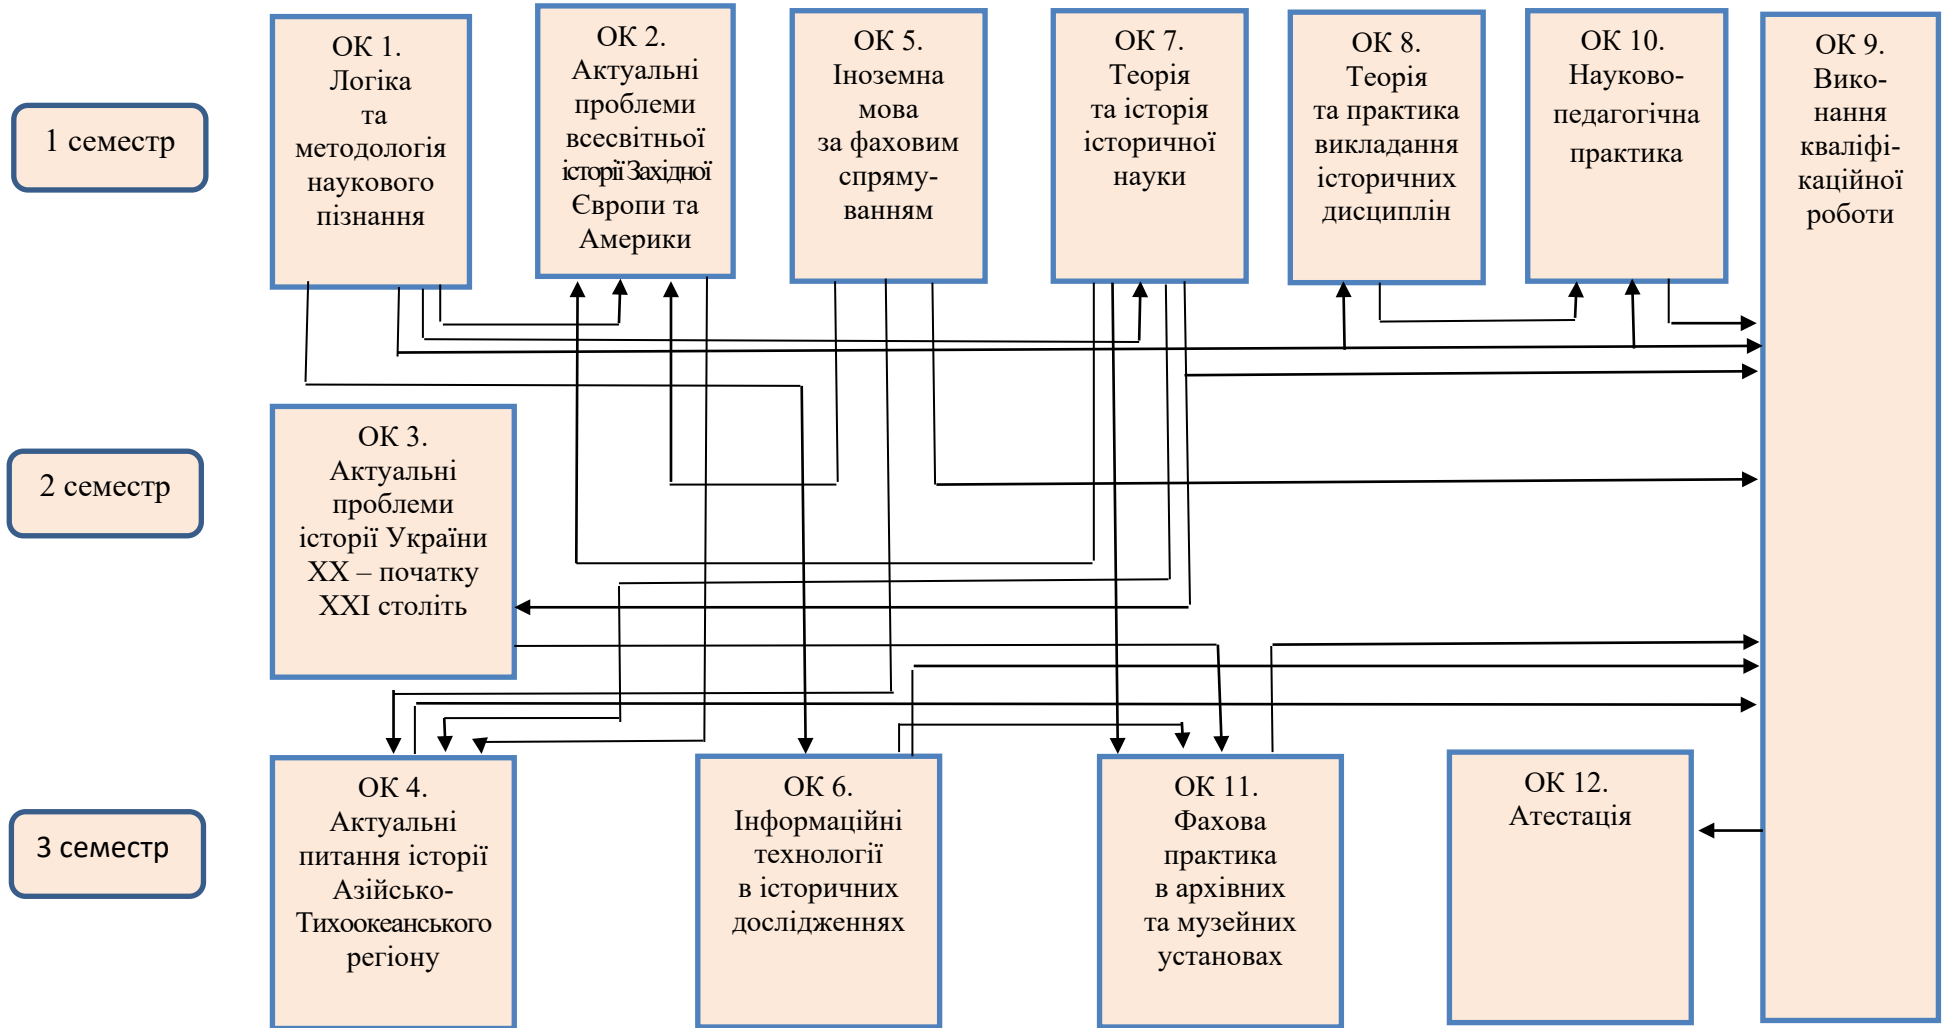 1 семестр
ОК 1.
Логіка
та
методологія
наукового
пізнання
ОК 2.
Актуальні
проблеми
всесвітньої
історії Західної
Європи та
Америки
ОК 5.
Іноземна
мова
за фаховим
спряму-
ванням
ОК 7.
Теорія
та історія
історичної
науки
ОК 8.
Теорія
та практика
викладання
історичних
дисциплін
ОК 10.
Науково-
педагогічна
практика
ОК 9.
Вико-
нання
кваліфі-
каційної
роботи
2 семестр
ОК 3.
Актуальні
проблеми
історії України
ХХ – початку
ХХІ століть
3 семестр
ОК 4.
Актуальні
питання історії
Азійсько-
Тихоокеанського
регіону
ОК 6.
Інформаційні
технології
в історичних
дослідженнях
ОК 11.
Фахова
практика
в архівних
та музейних
установах
ОК 12.
Атестація